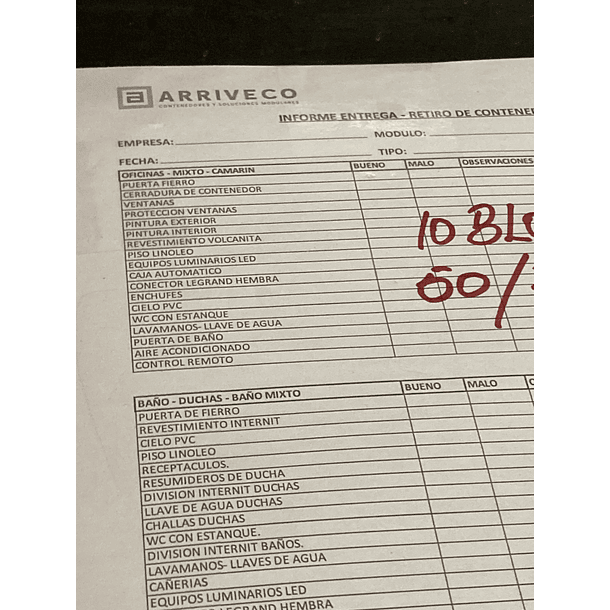 ARRIVECO
CONTENEDORES Y SOLUCIONES MODULARES
INFORME ENTREGA - RETIRO DE CONTENE
EMPRESA:
MODULO:
FECHA:
TIPO:
OFICINAS - MIXTO - CAMARIN BUENO MALO OBSERVACIONES
PUERTA FIERRO
CERRADURA DE CONTENEDOR
VENTANAS
PROTECCION VENTANAS
PINTURA EXTERIOR
PINTURA INTERIOR
REVESTIMIENTO VOLCANITA
PISO LINOLEO
EQUIPOS LUMINARIOS LED
CAJA AUTOMATICO
CONECTOR LEGRAND HEMBRA
ENCHUFES
CIELO PVC
WC CON ESTANQUE
LAVAMANOS- LLAVE DE AGUA
PUERTA DE BAÑO
AIRE ACONDICIONADO
CONTROL REMOTO
10 BL
60/
BAÑO - DUCHAS - BAÑO MIXTO BUENO MALO
PUERTA DE FIERRO
REVESTIMIENTO INTERNIT
CIELO PVC
PISO LINOLEO
RECEPTACULOS.
RESUMIDEROS DE DUCHA
DIVISION INTERNIT DUCHAS
LLAVE DE AGUA DUCHAS
CHALLAS DUCHAS
WC CON ESTANQUE.
DIVISION INTERNIT BAÑOS.
LAVAMANOS- LLAVES DE AGUA
CAÑERIAS
EQUIPOS LUMINARIOS LED
LEGRAND HEMBRA